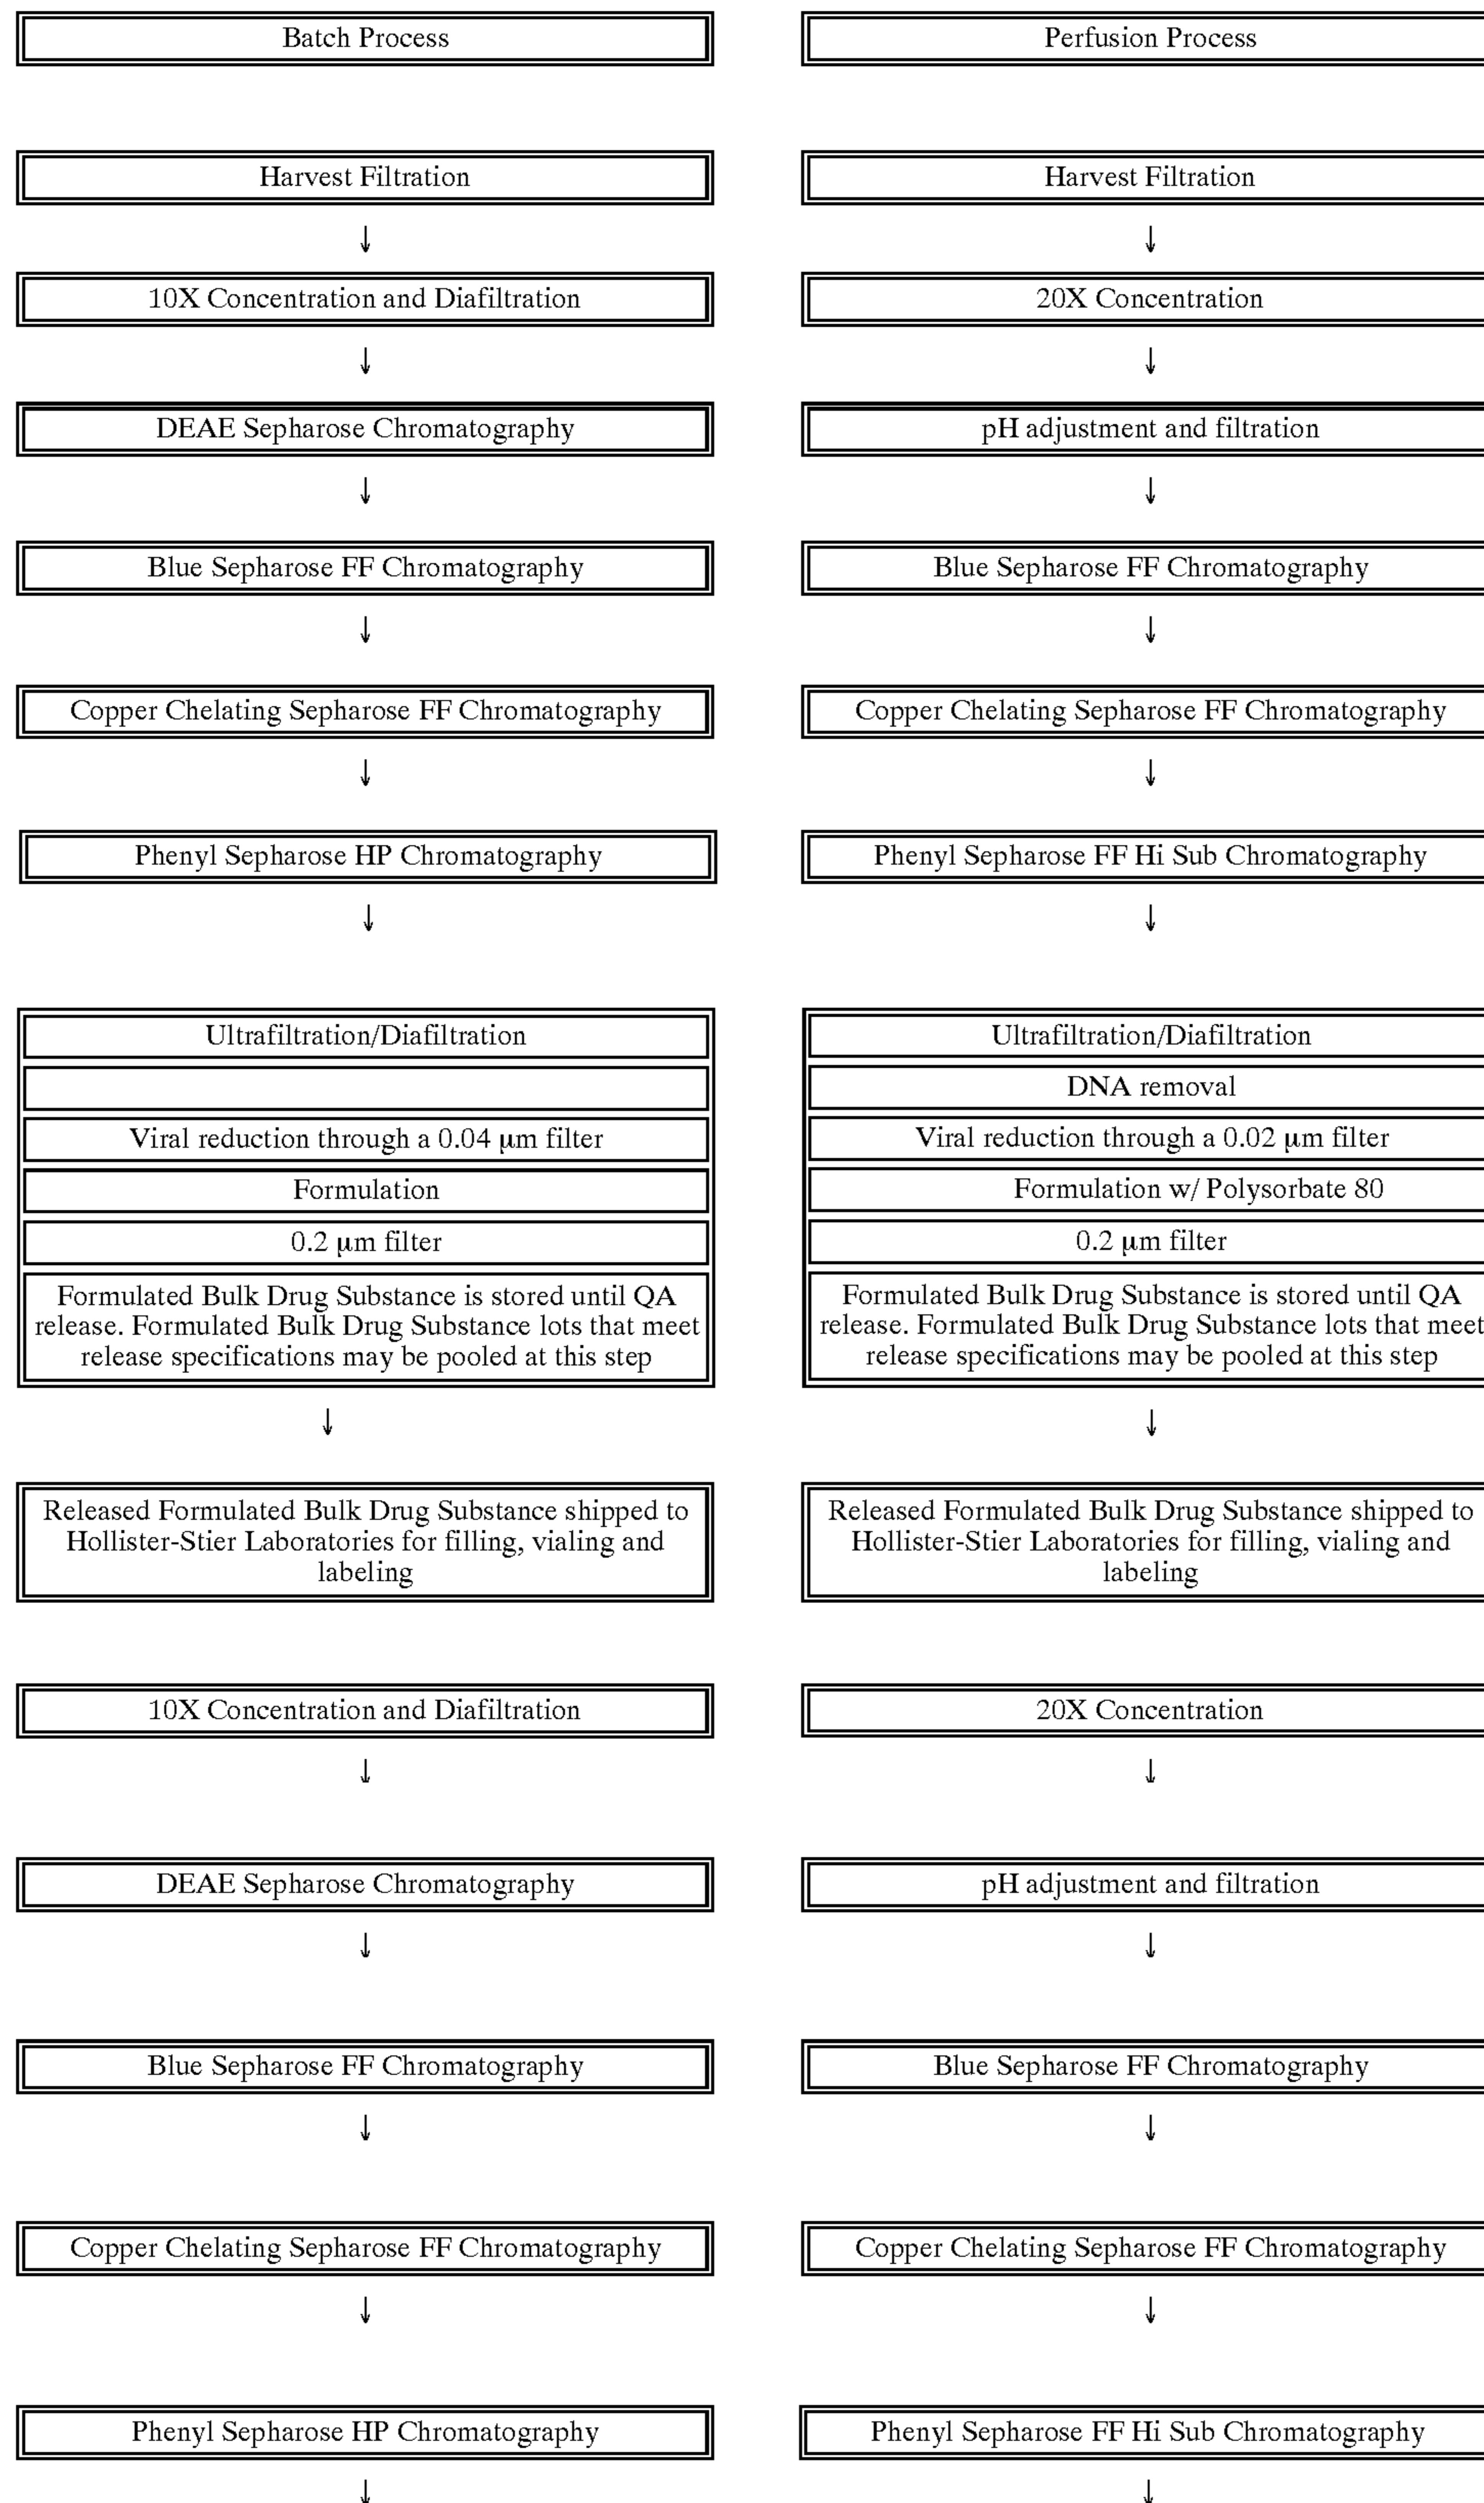 Batch Process
Perfusion Process
Harvest Filtration
Harvest Filtration
↓
↓
10X Concentration and Diafiltration
20X Concentration
↓
↓
DEAE Sepharose Chromatography
pH adjustment and filtration
↓
↓
Blue Sepharose FF Chromatography
Blue Sepharose FF Chromatography
↓
↓
Copper Chelating Sepharose FF Chromatography
Copper Chelating Sepharose FF Chromatography
↓
↓
Phenyl Sepharose HP Chromatography
Phenyl Sepharose FF Hi Sub Chromatography
↓
↓
Ultrafiltration/Diafiltration
Ultrafiltration/Diafiltration
DNA removal
Viral reduction through a 0.04 μm filter
Viral reduction through a 0.02 μm filter
Formulation
Formulation w/ Polysorbate 80
0.2 μm filter
0.2 μm filter
Formulated Bulk Drug Substance is stored until QA
release. Formulated Bulk Drug Substance lots that meet
release specifications may be pooled at this step
Formulated Bulk Drug Substance is stored until QA
release. Formulated Bulk Drug Substance lots that meet
release specifications may be pooled at this step
↓
↓
Released Formulated Bulk Drug Substance shipped to
Hollister-Stier Laboratories for filling, vialing and
labeling
Released Formulated Bulk Drug Substance shipped to
Hollister-Stier Laboratories for filling, vialing and
labeling
10X Concentration and Diafiltration
20X Concentration
↓
↓
DEAE Sepharose Chromatography
pH adjustment and filtration
↓
↓
Blue Sepharose FF Chromatography
Blue Sepharose FF Chromatography
↓
↓
Copper Chelating Sepharose FF Chromatography
Copper Chelating Sepharose FF Chromatography
↓
↓
Phenyl Sepharose HP Chromatography
Phenyl Sepharose FF Hi Sub Chromatography
↓
↓